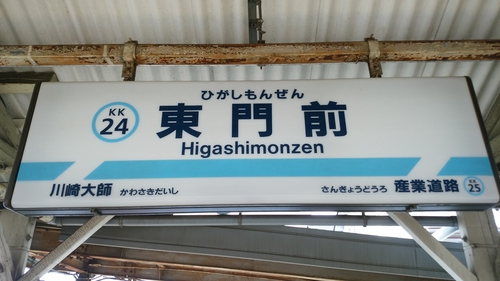 ひがしもんぜん
KK
24
東門前
Higashimonzen
川崎大師 かわさきだいし
さんぎょうどうろ 産業道路 KK 25